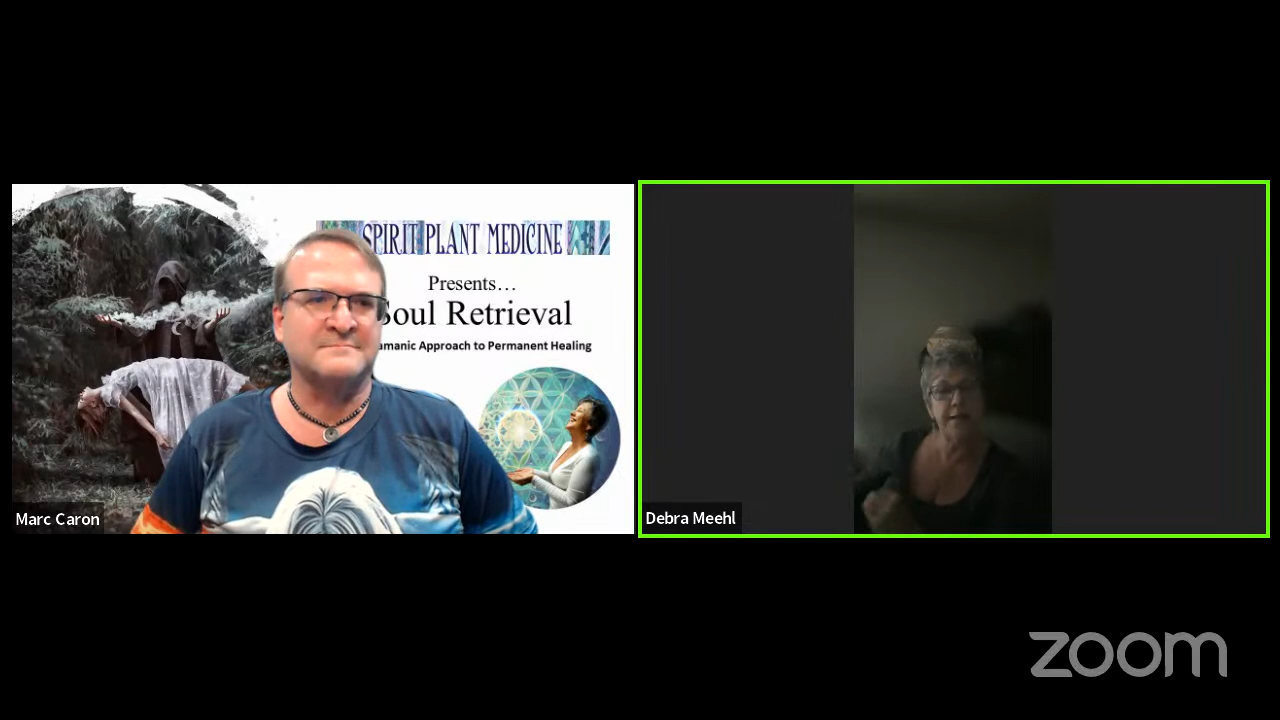 SPIRIT PLANT MEDICINE
Presents…
Soul Retrieval
amanic Approach to Permanent Healing
Marc Caron
Debra Meehl
zoom